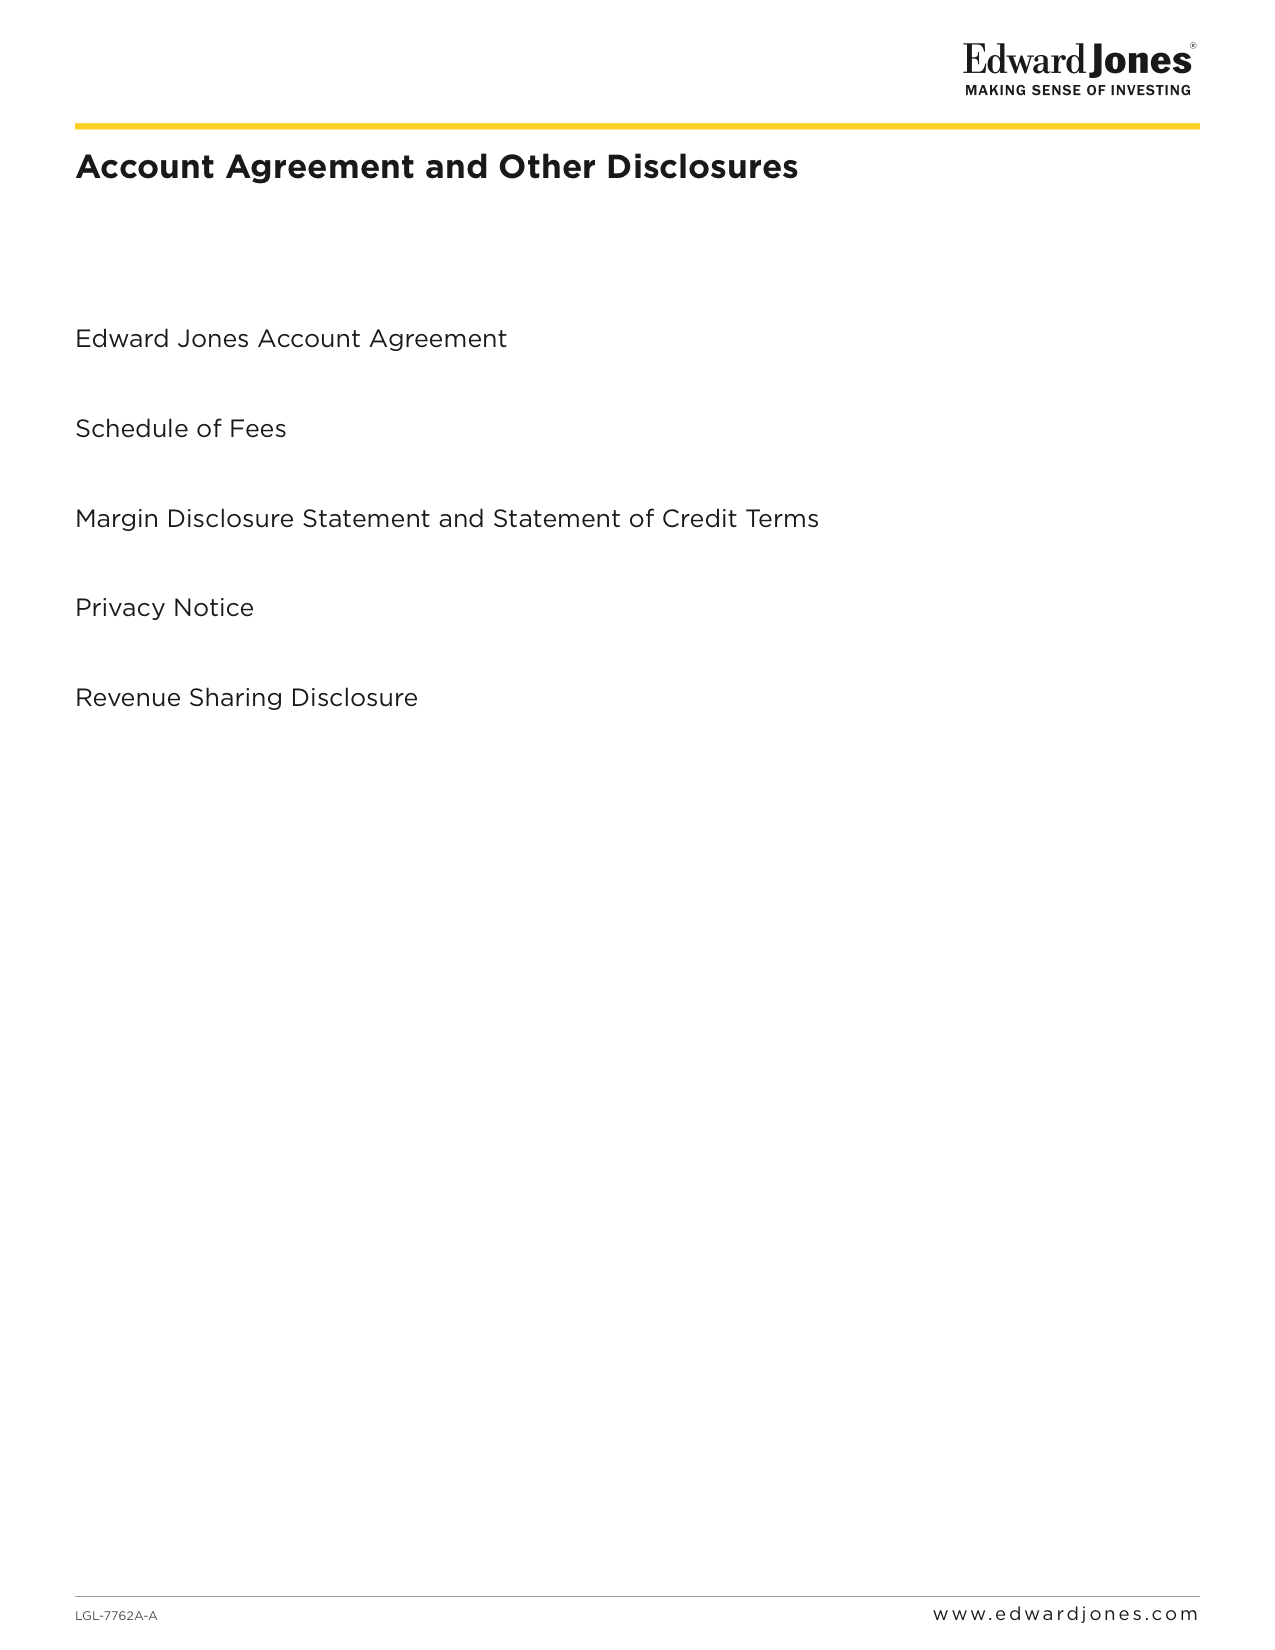 Edward Jones®
MAKING SENSE OF INVESTING
Account Agreement and Other Disclosures
Edward Jones Account Agreement
Schedule of Fees
Margin Disclosure Statement and Statement of Credit Terms
Privacy Notice
Revenue Sharing Disclosure
LGL-7762A-A
www.edwardjones.com